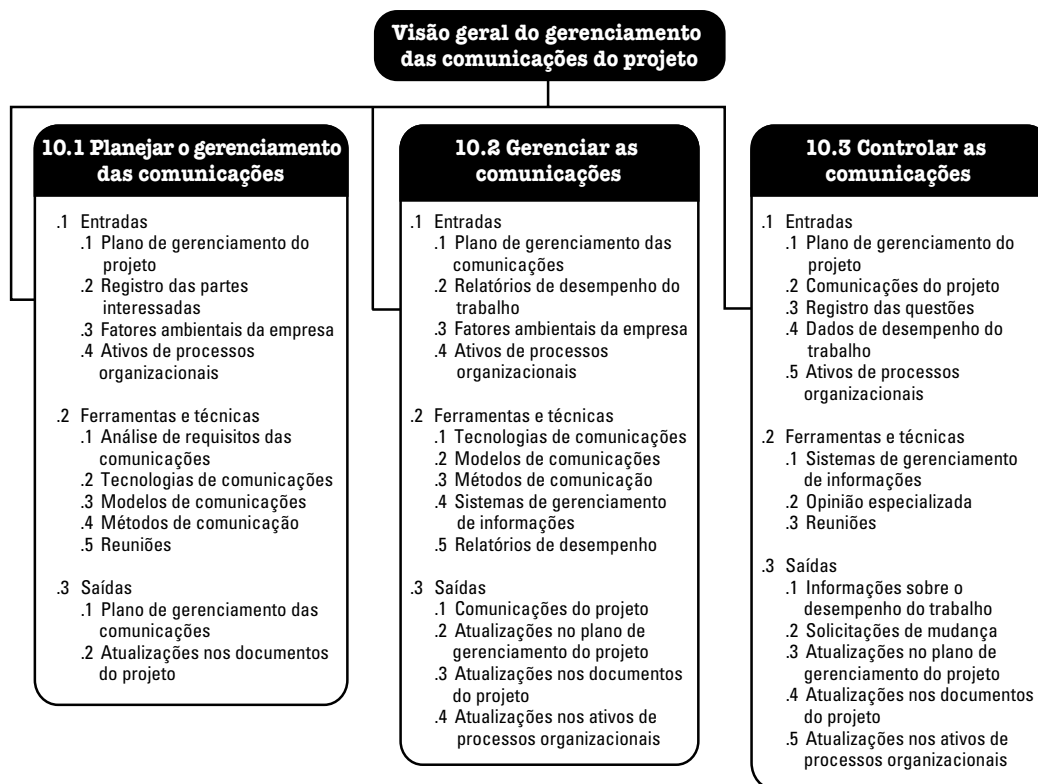 Visão geral do gerenciamento
das comunicações do projeto
10.1 Planejar o gerenciamento
das comunicações
.1 Entradas
.1 Plano de gerenciamento do
projeto
.2 Registro das partes
interessadas
.3 Fatores ambientais da empresa
.4 Ativos de processos
organizacionais
.2 Ferramentas e técnicas
.1 Análise de requisitos das
comunicações
.2 Tecnologias de comunicações
.3 Modelos de comunicações
.4 Métodos de comunicação
.5 Reuniões
.3 Saídas
.1 Plano de gerenciamento das
comunicações
.2 Atualizações nos documentos
do projeto
10.2 Gerenciar as
comunicações
.1 Entradas
.1 Plano de gerenciamento das
comunicações
.2 Relatórios de desempenho do
trabalho
.3 Fatores ambientais da empresa
.4 Ativos de processos
organizacionais
.2 Ferramentas e técnicas
.1 Tecnologias de comunicações
.2 Modelos de comunicações
.3 Métodos de comunicação
.4 Sistemas de gerenciamento
de informações
.5 Relatórios de desempenho
.3 Saídas
.1 Comunicações do projeto
.2 Atualizações no plano de
gerenciamento do projeto
.3 Atualizações nos documentos
do projeto
.4 Atualizações nos ativos de
processos organizacionais
10.3 Controlar as
comunicações
.1 Entradas
.1 Plano de gerenciamento do
projeto
.2 Comunicações do projeto
.3 Registro das questões
.4 Dados de desempenho do
trabalho
.5 Ativos de processos
organizacionais
.2 Ferramentas e técnicas
.1 Sistemas de gerenciamento
de informações
.2 Opinião especializada
.3 Reuniões
.3 Saídas
.1 Informações sobre o
desempenho do trabalho
.2 Solicitações de mudança
.3 Atualizações no plano de
gerenciamento do projeto
.4 Atualizações nos documentos
do projeto
.5 Atualizações nos ativos de
processos organizacionais